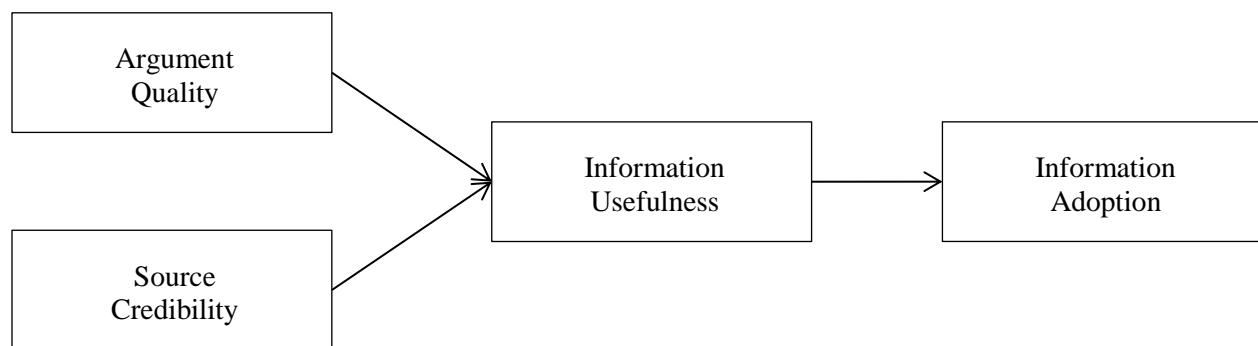 Argument
Quality
Information
Usefulness
Information
Adoption
Source
Credibility